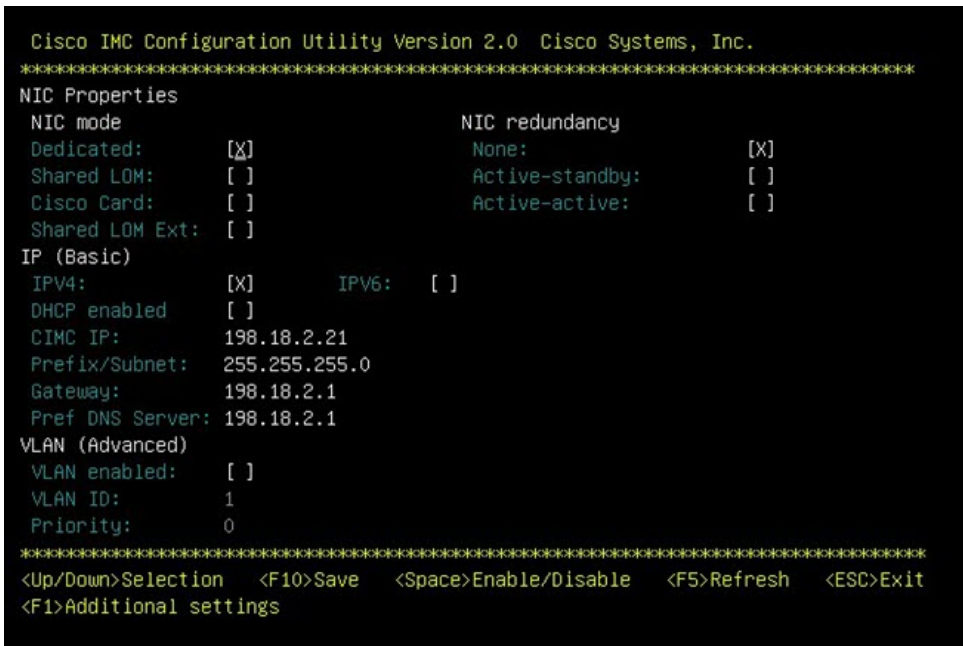 Cisco IMC Configuration Utility Version 2.0 Cisco Systems, Inc.
*******************************************************************************
NIC Properties
NIC mode NIC redundancy
Dedicated: [X] None: [X]
Shared LOM: [ ] Active-standby: [ ]
Cisco Card: [ ] Active-active: [ ]
Shared LOM Ext: [ ]
IP (Basic)
IPV4: [X] IPV6: [ ]
DHCP enabled [ ]
CIMC IP: 198.18.2.21
Prefix/Subnet: 255.255.255.0
Gateway: 198.18.2.1
Pref DNS Server: 198.18.2.1
VLAN (Advanced)
VLAN enabled: [ ]
VLAN ID: 1
Priority: 0
********************************************************************************
<Up/Down>Selection <F10>Save <Space>Enable/Disable <F5>Refresh <ESC>Exit
<F1>Additional settings